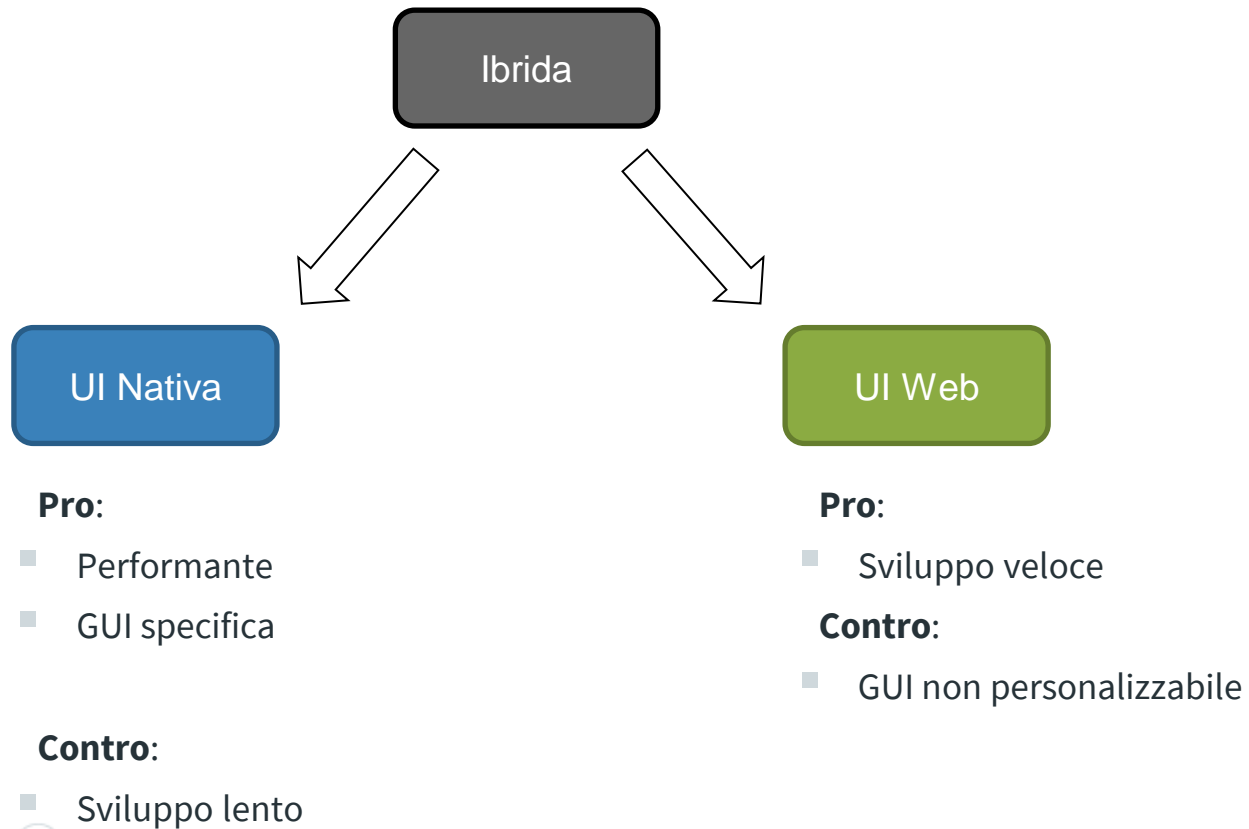 Ibrida
UI Nativa
Pro:
Performante
GUI specifica
Contro:
Sviluppo lento
UI Web
Pro:
Sviluppo veloce
Contro:
GUI non personalizzabile